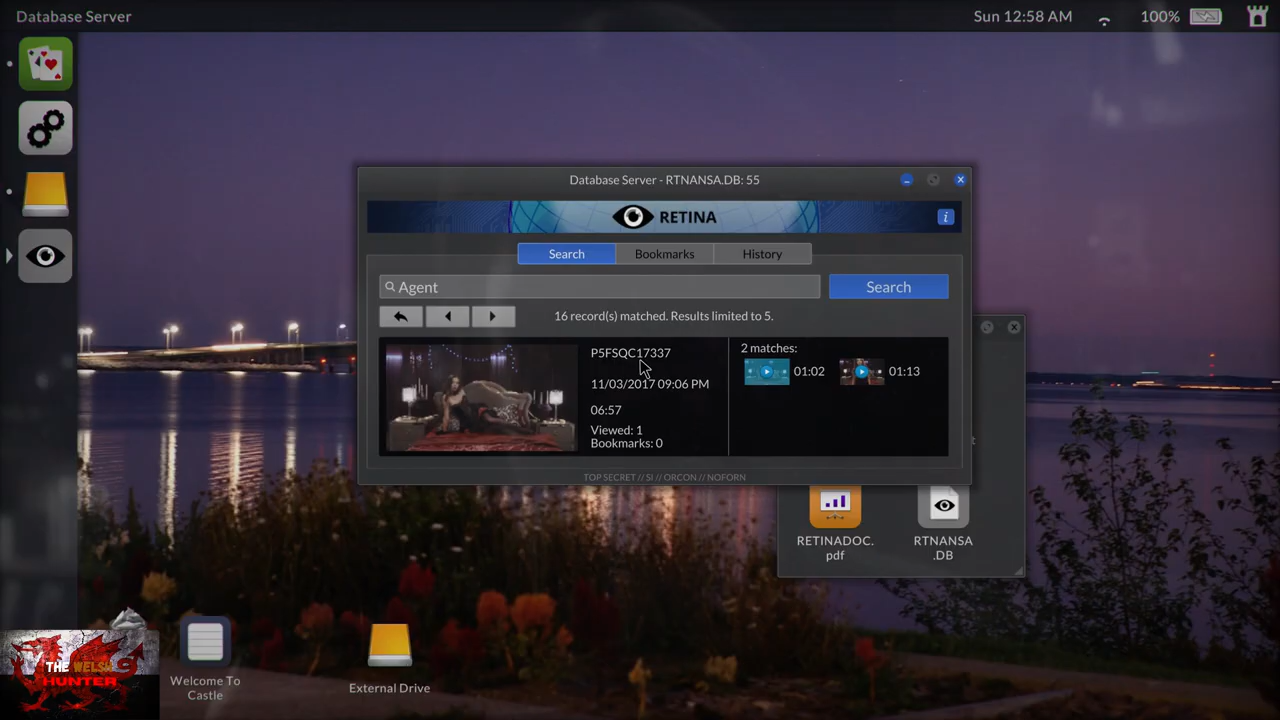 Database Server
Sun 12:58 AM
100%
Database Server - RTNANSA.DB: 55
RETINA
i
Search
Bookmarks
History
Agent
Search
16 record(s) matched. Results limited to 5.
P5FSQC17337
11/03/2017 09:06 PM
06:57
Viewed: 1
Bookmarks: 0
2 matches:
01:02
01:13
TOP SECRET // SI // ORCON // NOFORN
RETINADOC.
pdf
RTNANSA
.DB
Welcome To
Castle
External Drive
THE WELSH
HUNTER